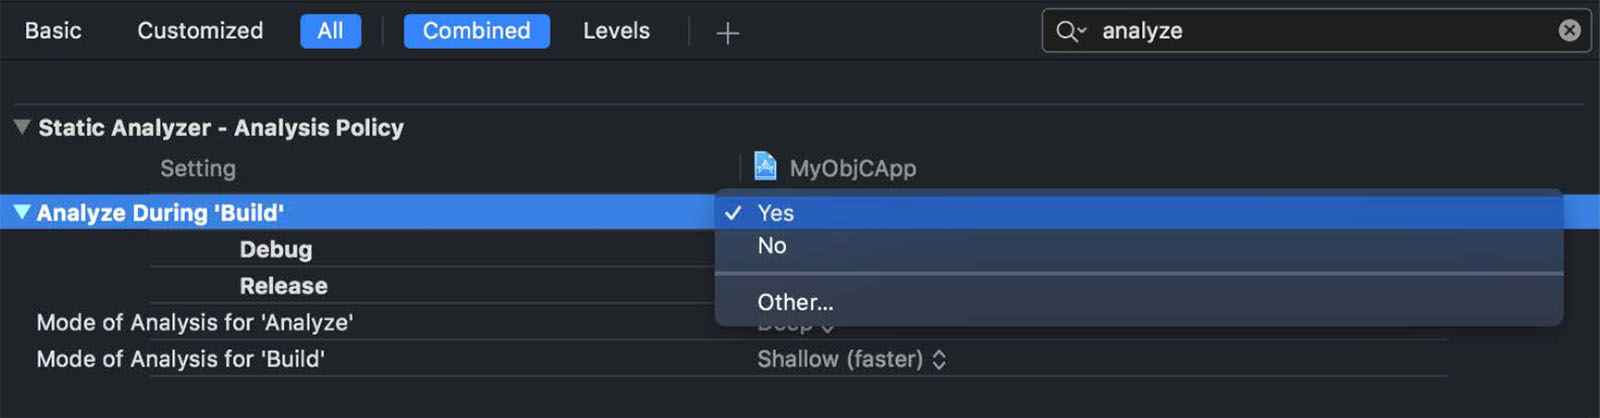 Basic Customized All Combined Levels + analyze
Static Analyzer - Analysis Policy
Setting MyObjCApp
Analyze During 'Build' ✓ Yes
Debug No
Release
Other...
Mode of Analysis for 'Analyze' Deep
Mode of Analysis for 'Build' Shallow (faster)